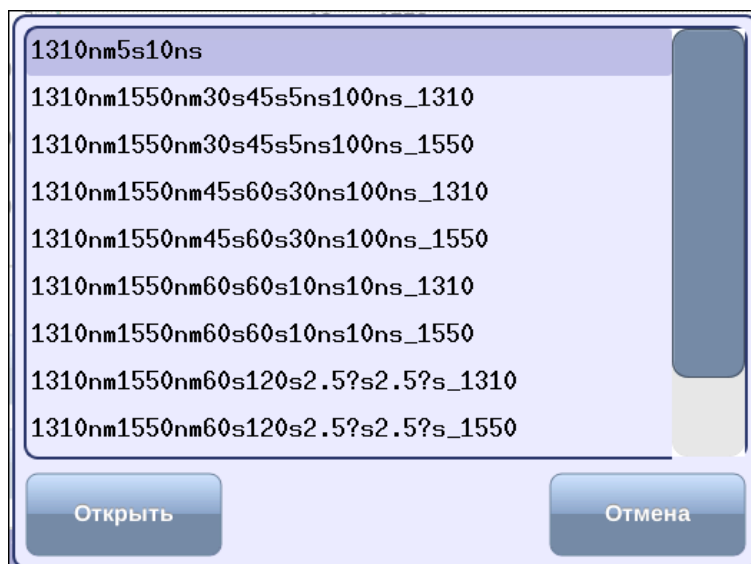 1310nm5s10ns
1310nm1550nm30s45s5ns100ns_1310
1310nm1550nm30s45s5ns100ns_1550
1310nm1550nm45s60s30ns100ns_1310
1310nm1550nm45s60s30ns100ns_1550
1310nm1550nm60s60s10ns10ns_1310
1310nm1550nm60s60s10ns10ns_1550
1310nm1550nm60s120s2.5?s2.5?s_1310
1310nm1550nm60s120s2.5?s2.5?s_1550
Открыть Отмена